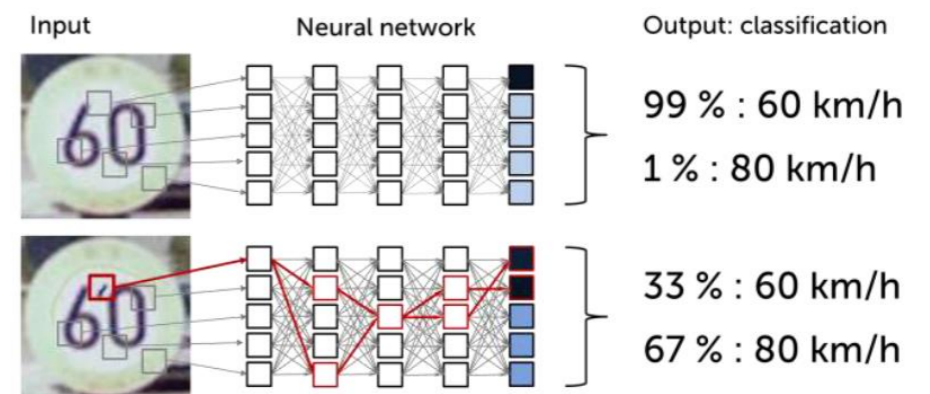 Input
Neural network
Output: classification
60
99 % : 60 km/h
1 % : 80 km/h
60
33 % : 60 km/h
67 % : 80 km/h